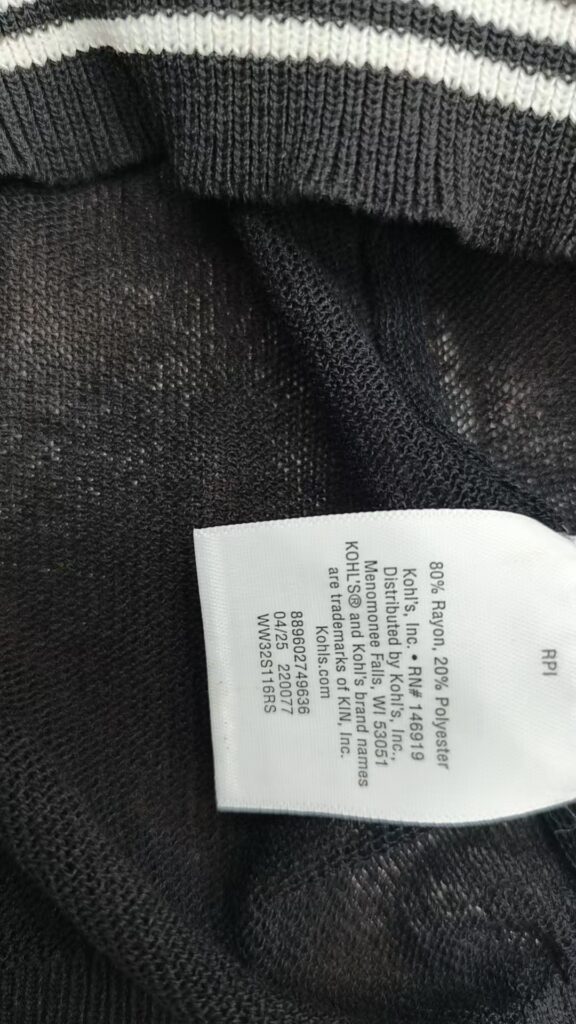 RPI
80% Rayon, 20% Polyester
Kohl's, Inc. • RN# 146919
Distributed by Kohl's, Inc.,
Menomonee Falls, WI 53051
KOHL'S® and Kohl's brand names
are trademarks of KIN, Inc.
Kohls.com
889602749636
04/25 220077
WW32S116RS